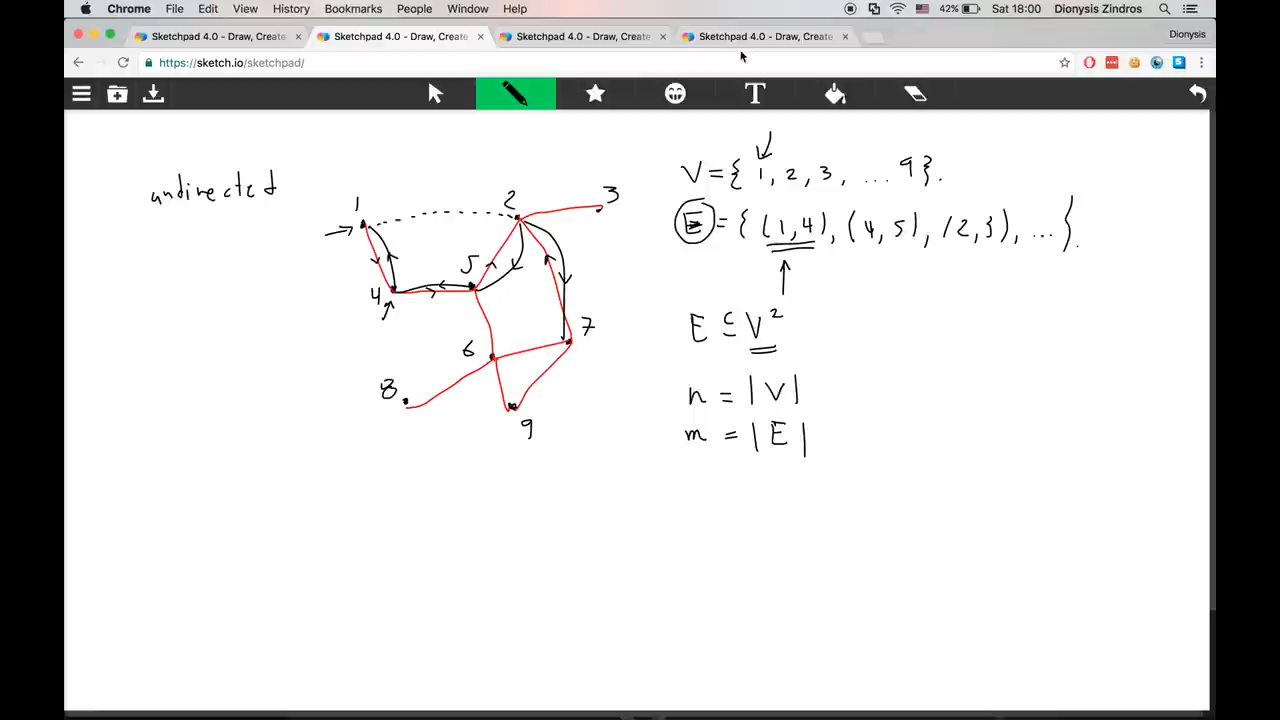 Chrome File Edit View History Bookmarks People Window Help 42% Sat 18:00 Dionysis Zindros
Sketchpad 4.0 - Draw, Create Sketchpad 4.0 - Draw, Create Sketchpad 4.0 - Draw, Create Sketchpad 4.0 - Draw, Create Dionysis
https://sketch.io/sketchpad/
T
undirected
1
2
3
4
5
6
7
8
9
V = { 1, 2, 3, ... 9 }.
E = { (1,4), (4,5), (2,3), ... }.
E ⊆ V²
n = |V|
m = |E|